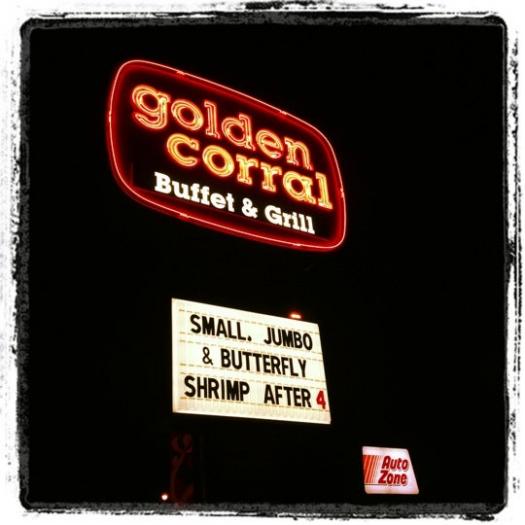 golden
corral
Buffet & Grill
SMALL. JUMBO
& BUTTERFLY
SHRIMP AFTER 4
Auto
Zone